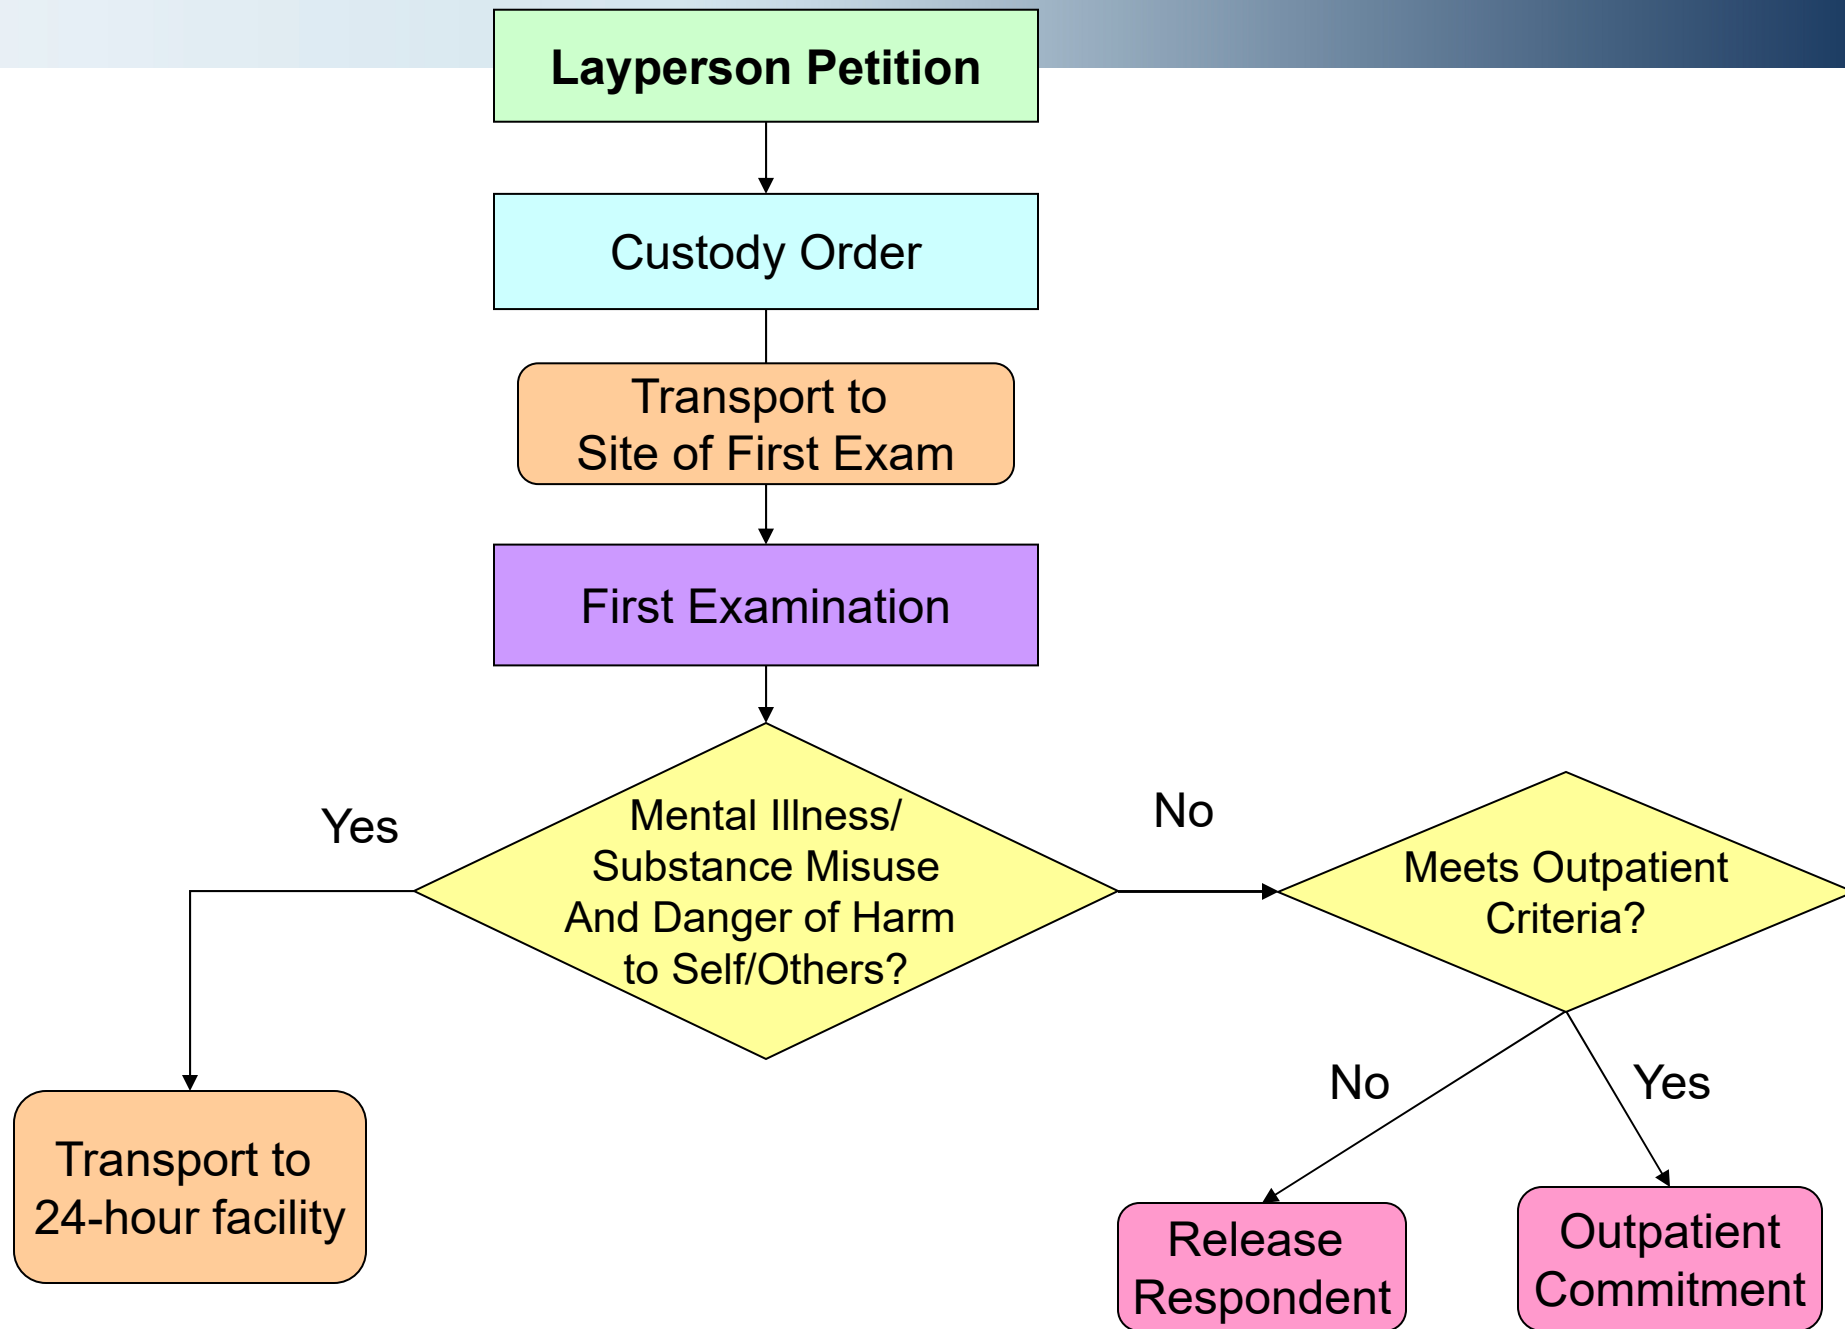 Layperson Petition
Custody Order
Transport to
Site of First Exam
First Examination
Yes
Mental Illness/
Substance Misuse
And Danger of Harm
to Self/Others?
No
Meets Outpatient
Criteria?
No
Yes
Transport to
24-hour facility
Release
Respondent
Outpatient
Commitment